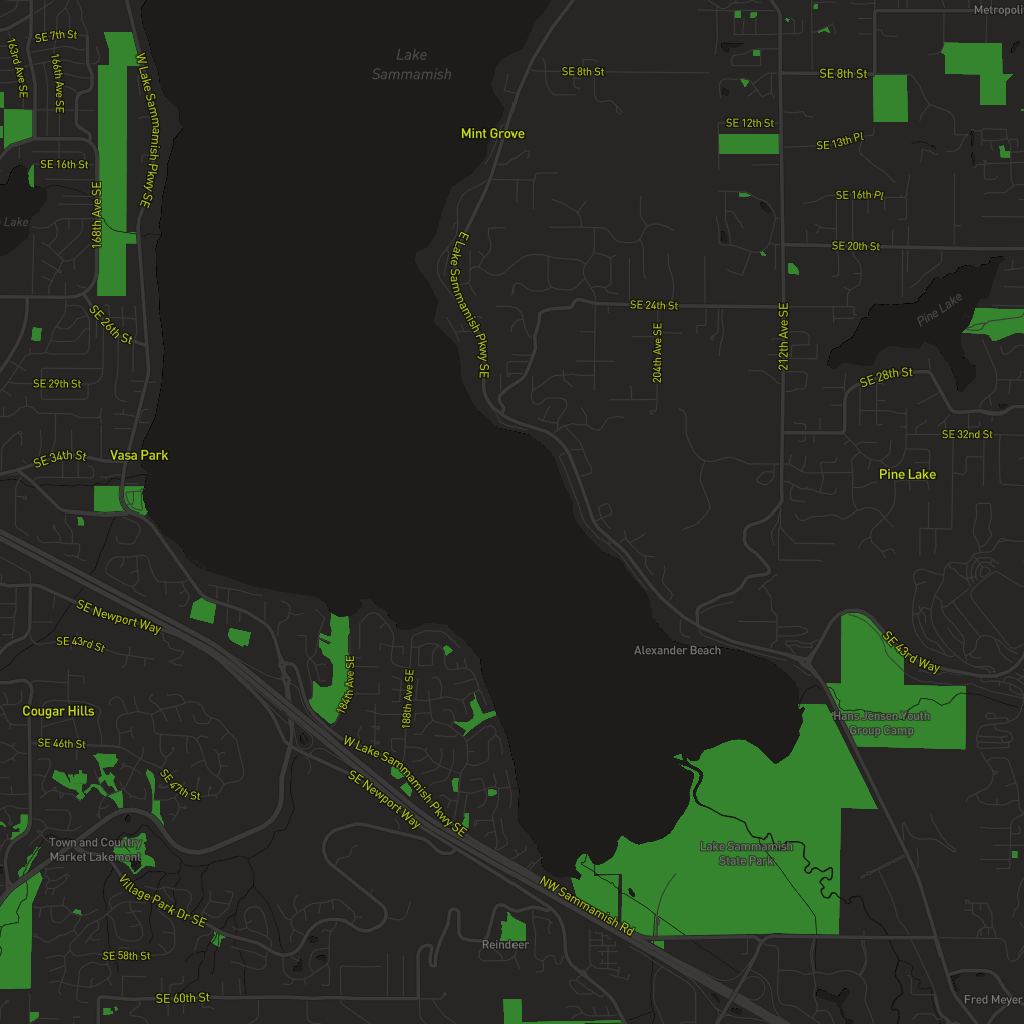 Metropoli
SE 7th St
163rd Ave SE
166th Ave SE
W Lake Sammamish Pkwy SE
Lake
Sammamish
SE 8th St
SE 8th St
SE 12th St
Mint Grove
SE 13th Pl
SE 16th St
168th Ave SE
SE 16th Pl
Lake
E Lake Sammamish Pkwy SE
SE 20th St
SE 24th St
Pine Lake
SE 26th St
204th Ave SE
212th Ave SE
SE 28th St
SE 29th St
SE 32nd St
Vasa Park
SE 34th St
Pine Lake
SE Newport Way
SE 43rd St
SE 43rd Way
Alexander Beach
184th Ave SE
188th Ave SE
Cougar Hills
Hans Jensen Youth
Group Camp
SE 46th St
W Lake Sammamish Pkwy SE
SE 47th St
SE Newport Way
Town and Country
Market Lakemont
Lake Sammamish
State Park
Village Park Dr SE
NW Sammamish Rd
Reindeer
SE 58th St
SE 60th St
Fred Meyer